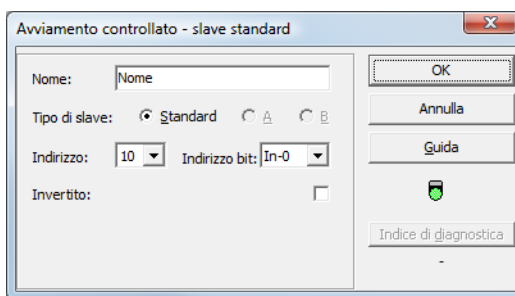 Avviamento controllato - slave standard
Nome: Nome
Tipo di slave: Standard A B
Indirizzo: 10 Indirizzo bit: In-0
Invertito:
OK
Annulla
Guida
Indice di diagnostica
-